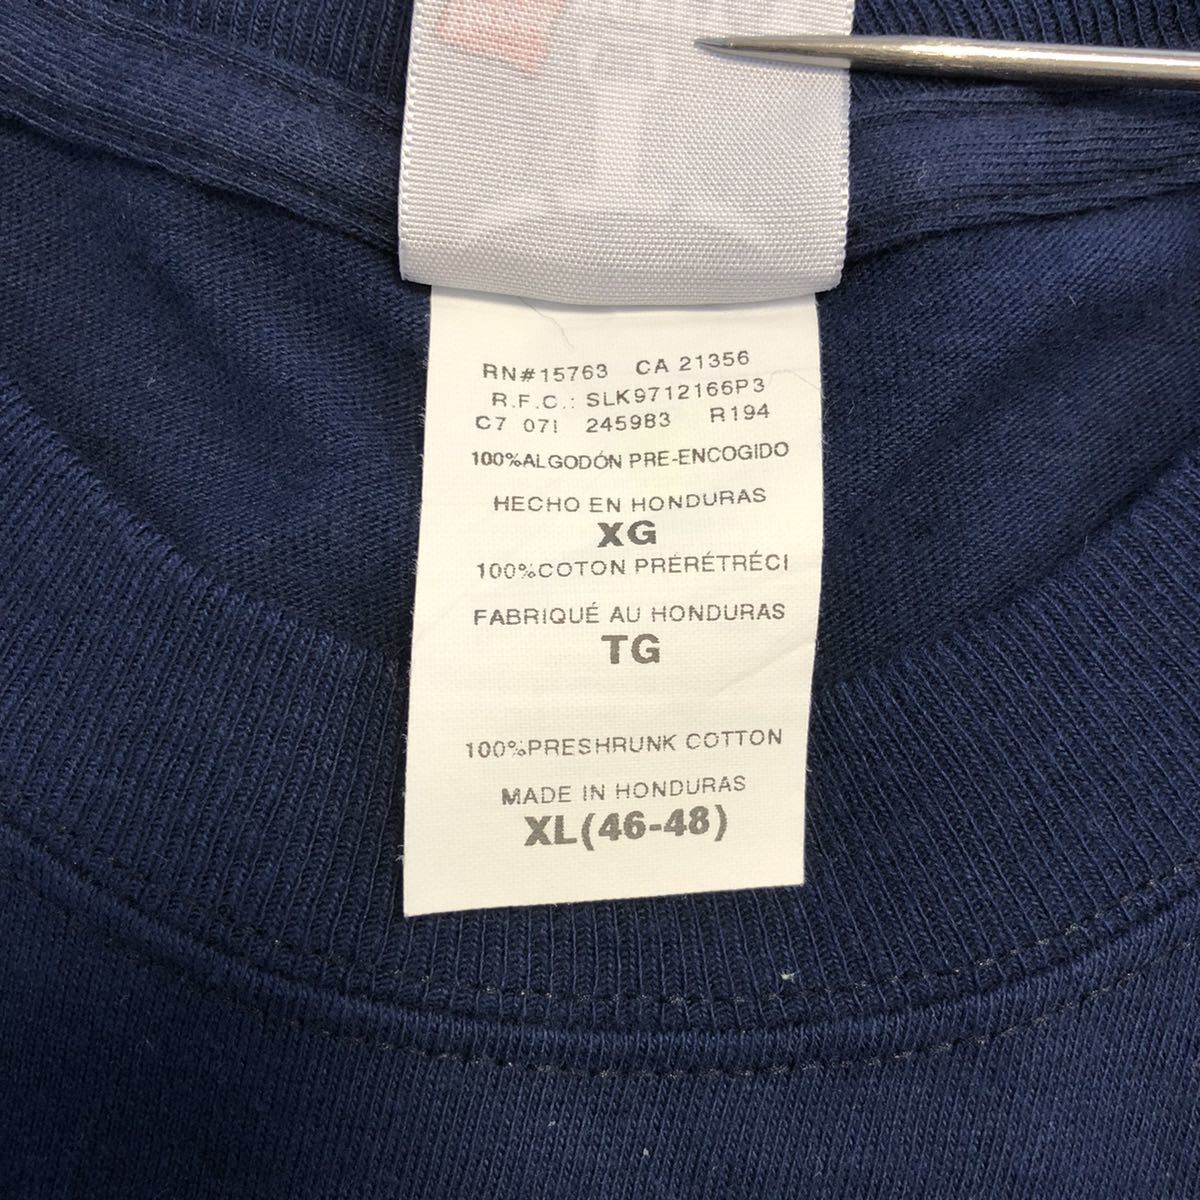 RN#15763 CA 21356
R.F.C.: SLK9712166P3
C7 07I 245983 R194
100%ALGODÓN PRE-ENCOGIDO
HECHO EN HONDURAS
XG
100%COTON PRÉRÉTRÉCI
FABRIQUÉ AU HONDURAS
TG
100%PRESHRUNK COTTON
MADE IN HONDURAS
XL(46-48)